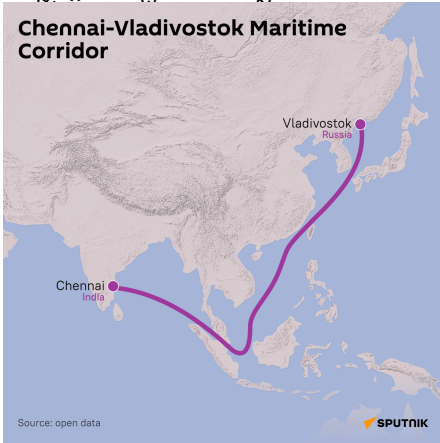 Chennai-Vladivostok Maritime
Corridor
Vladivostok
Russia
Chennai
India
Source: open data
SPUTNIK